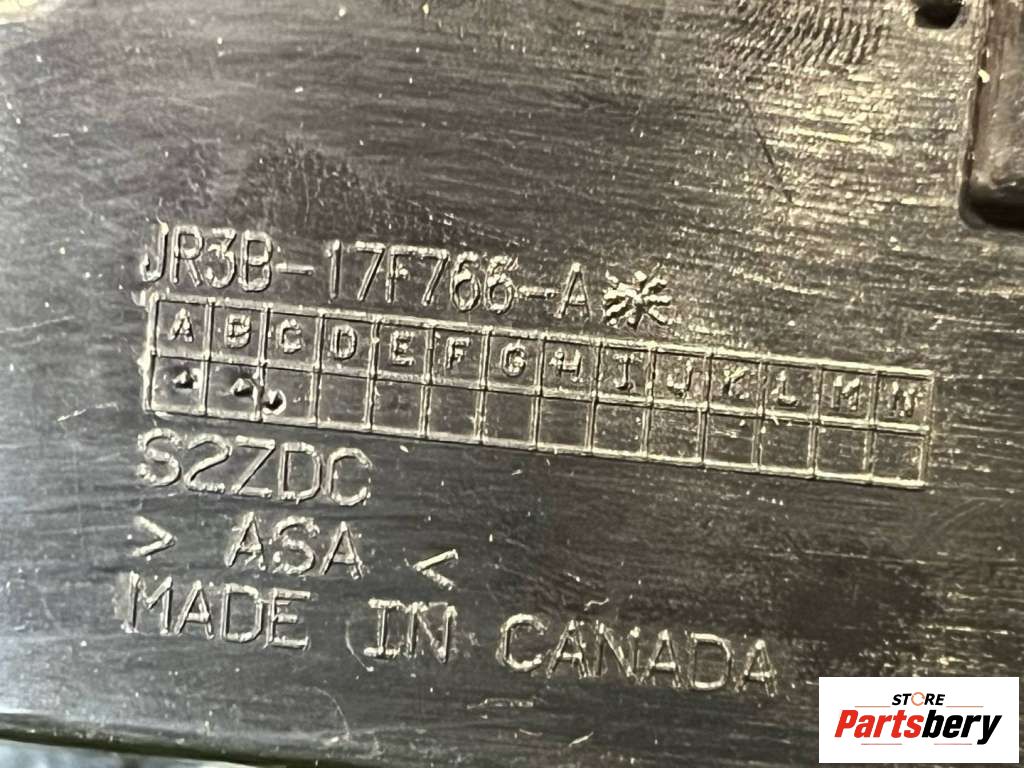 JR3B-17F766-A*
A B C D E F G H I J K L M N
S2ZDC
> ASA <
MADE IN CANADA
STORE
Partsbery